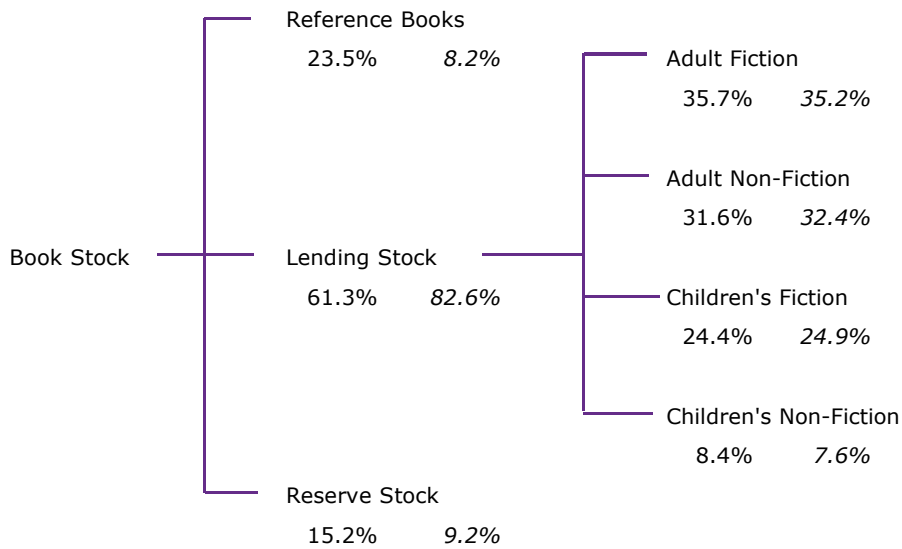 Reference Books
23.5% 8.2%
Adult Fiction
35.7% 35.2%
Adult Non-Fiction
31.6% 32.4%
Book Stock
Lending Stock
61.3% 82.6%
Children's Fiction
24.4% 24.9%
Children's Non-Fiction
8.4% 7.6%
Reserve Stock
15.2% 9.2%